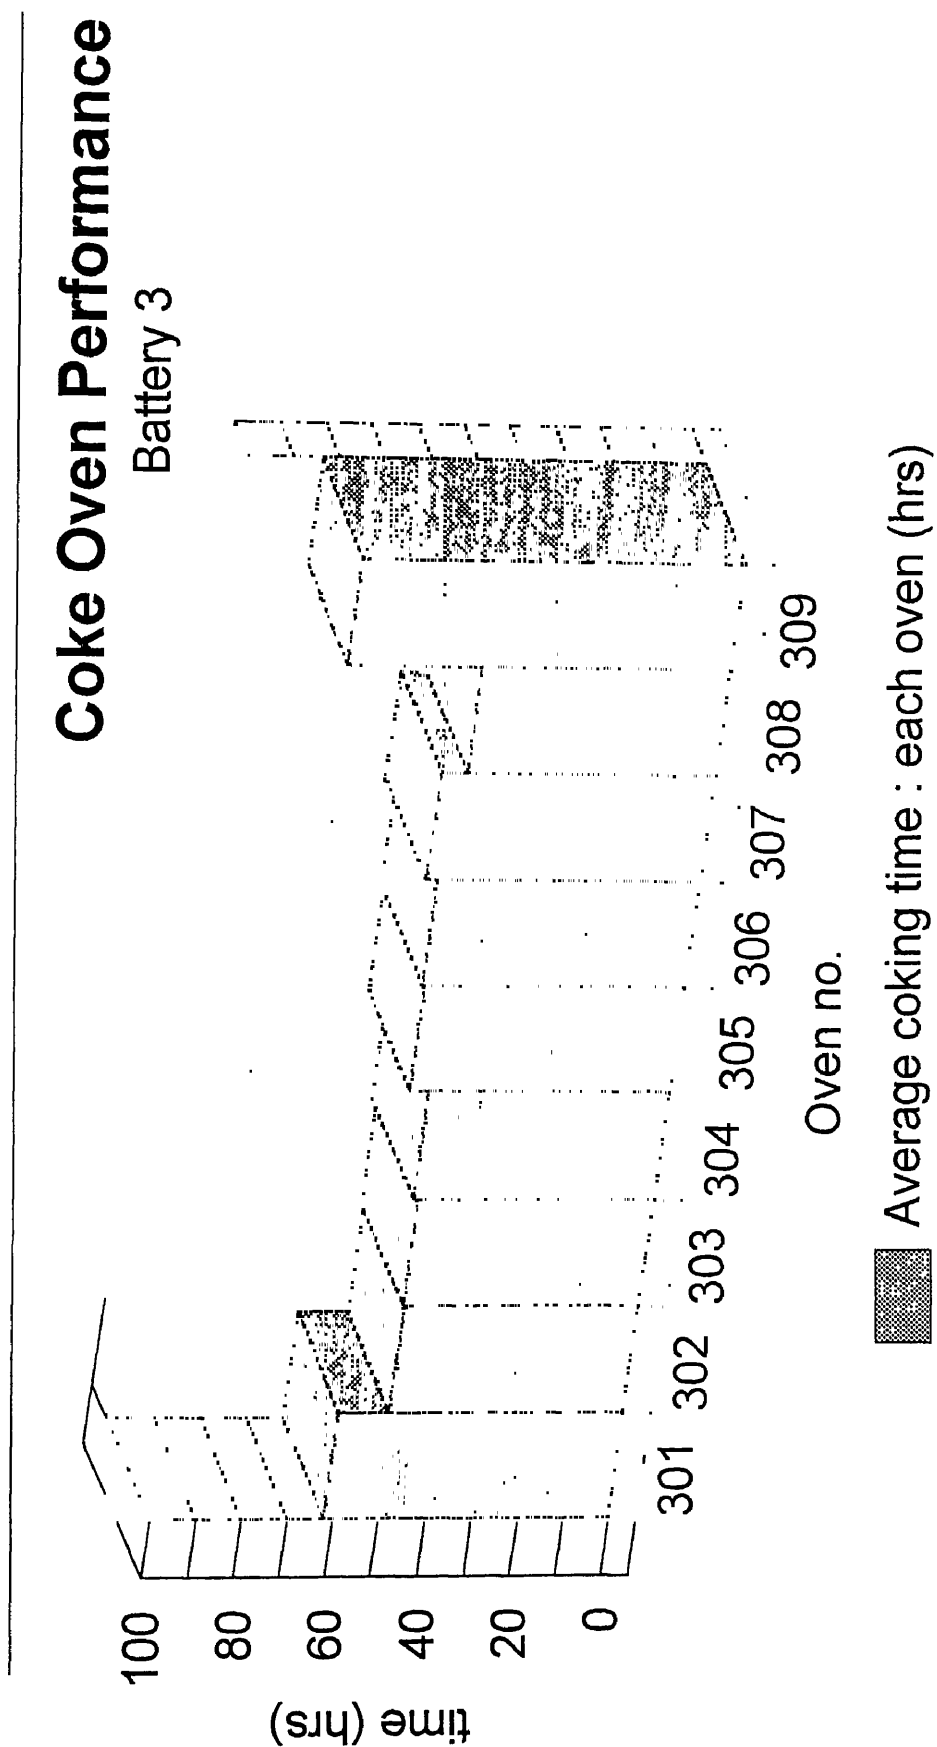 Coke Oven Performance
Battery 3
time (hrs)
100
80
60
40
20
0
301 302 303 304 305 306 307 308 309
Oven no.
Average coking time : each oven (hrs)